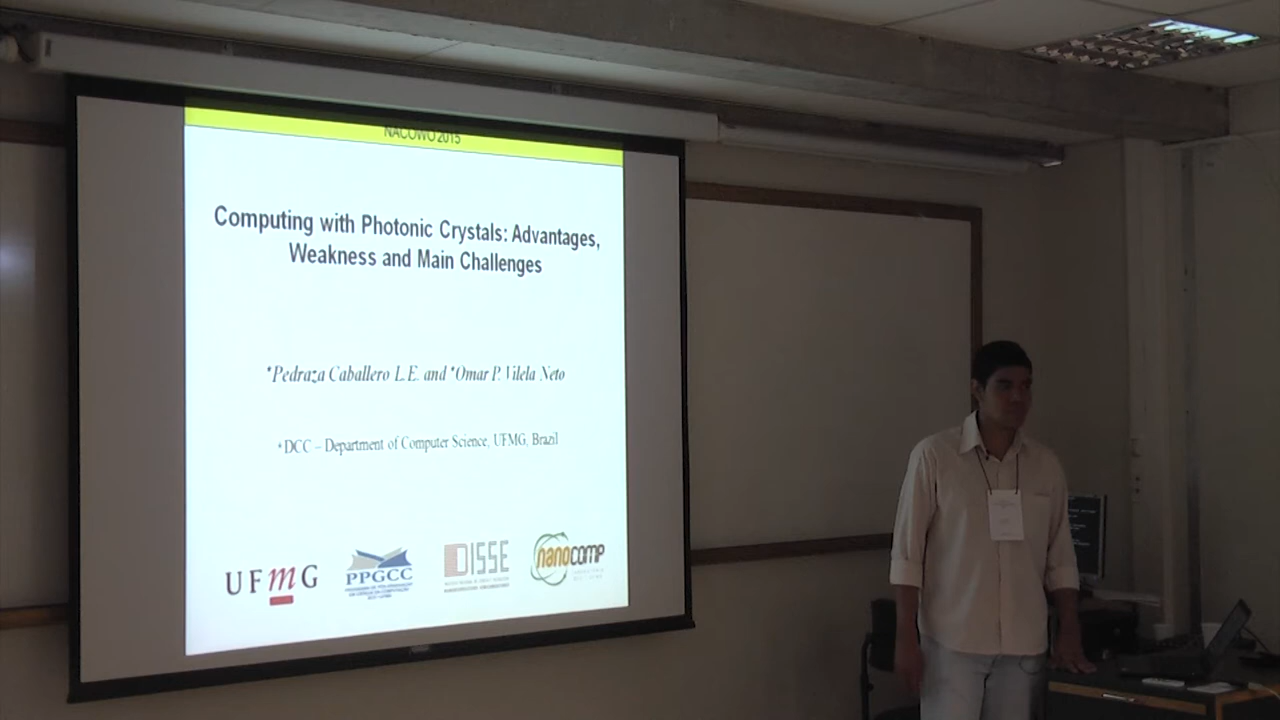 NACOWO 2015
Computing with Photonic Crystals: Advantages,
Weakness and Main Challenges
*Pedraza Caballero L.E. and *Omar P. Vilela Neto
*DCC – Department of Computer Science, UFMG, Brazil
UFMG
PPGCC
DISSE
nanocomp